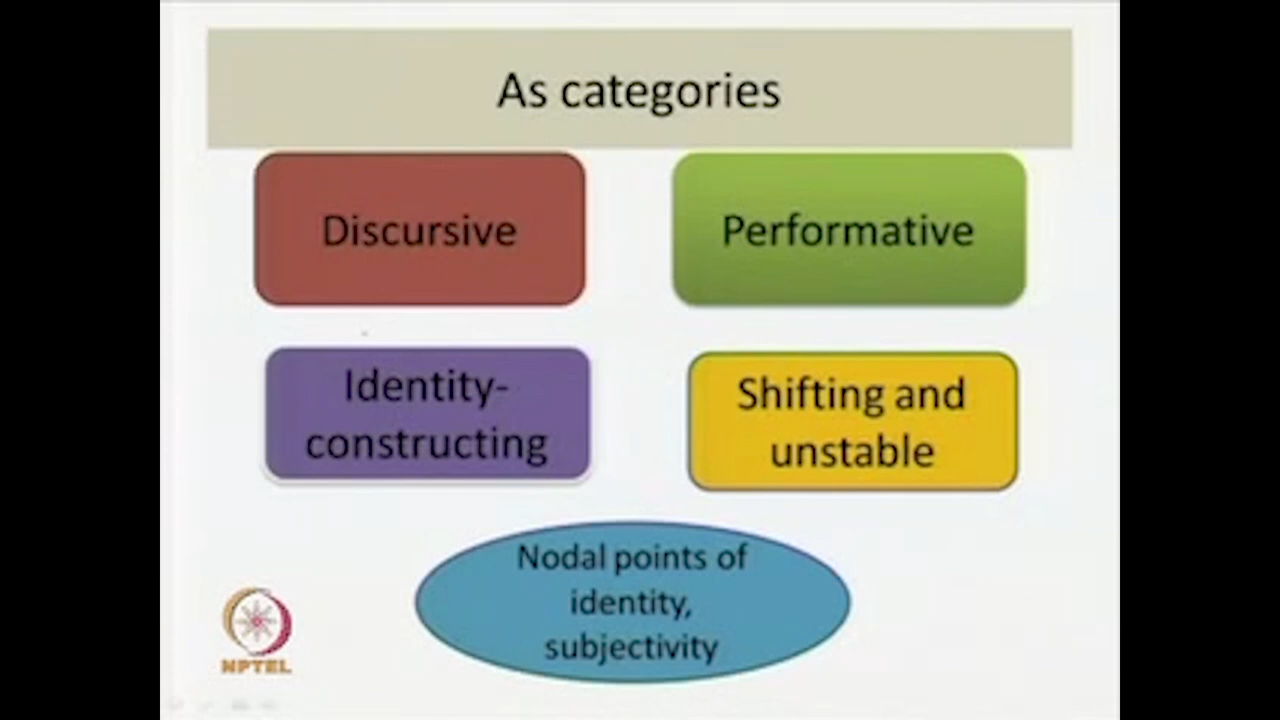 As categories
Discursive
Performative
Identity-
constructing
Shifting and
unstable
Nodal points of
identity,
subjectivity
NPTEL